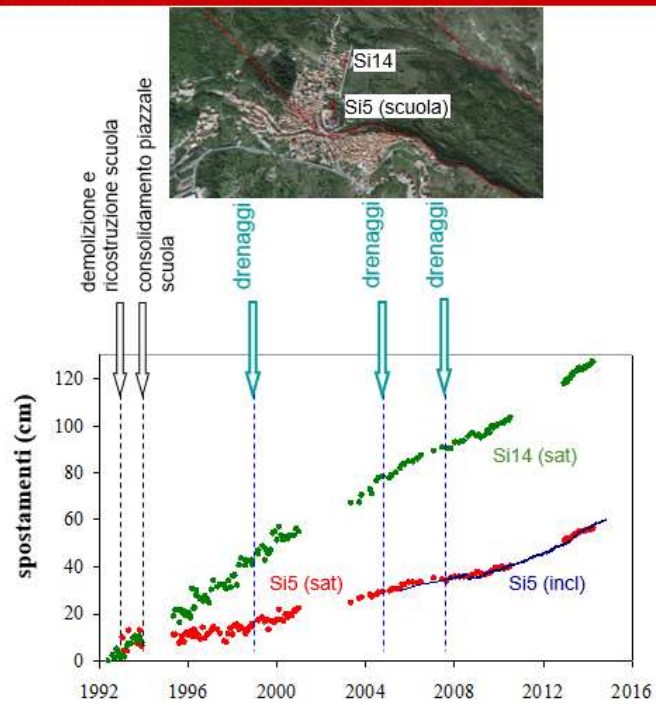 Si14
Si5 (scuola)
demolizione e
ricostruzione scuola
consolidamento piazzale
scuola
drenaggi
drenaggi
drenaggi
spostamenti (cm)
120
100
80
60
40
20
0
Si14 (sat)
Si5 (sat)
Si5 (incl)
1992 1996 2000 2004 2008 2012 2016